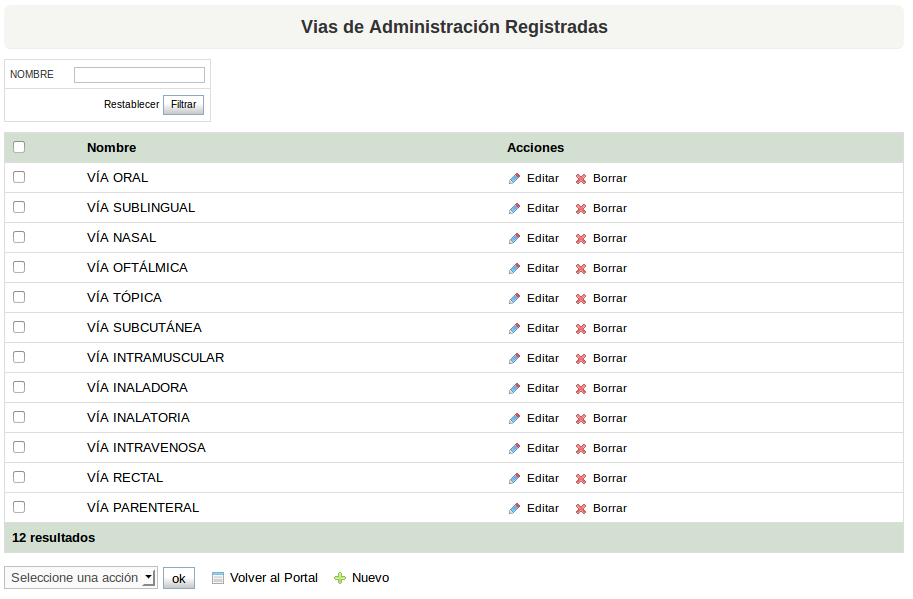 Vias de Administración Registradas
NOMBRE
Restablecer Filtrar
Nombre Acciones
VÍA ORAL Editar Borrar
VÍA SUBLINGUAL Editar Borrar
VÍA NASAL Editar Borrar
VÍA OFTÁLMICA Editar Borrar
VÍA TÓPICA Editar Borrar
VÍA SUBCUTÁNEA Editar Borrar
VÍA INTRAMUSCULAR Editar Borrar
VÍA INALADORA Editar Borrar
VÍA INALATORIA Editar Borrar
VÍA INTRAVENOSA Editar Borrar
VÍA RECTAL Editar Borrar
VÍA PARENTERAL Editar Borrar
12 resultados
Seleccione una acción ok Volver al Portal Nuevo